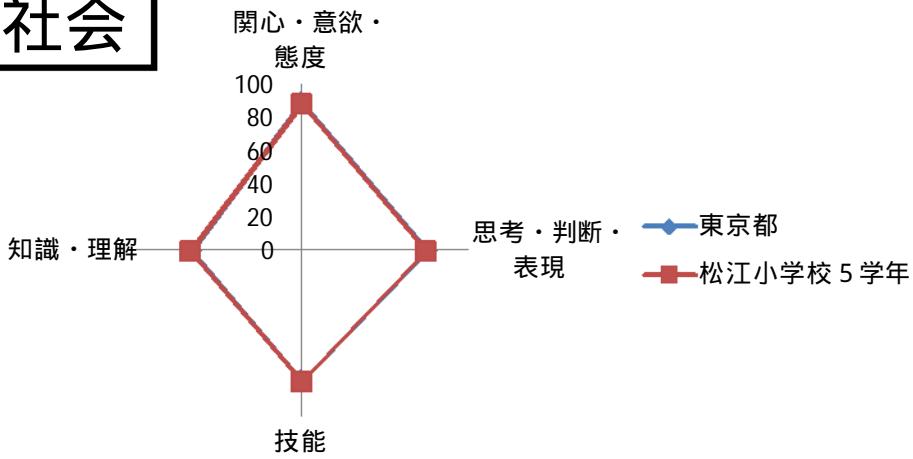 社会
関心・意欲・
態度
100
80
60
40
20
0
知識・理解
思考・判断・
表現
技能
東京都
松江小学校５学年